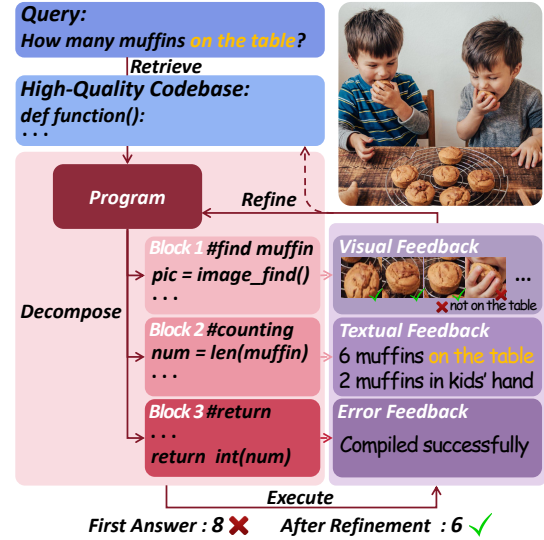 Query:
How many muffins on the table?
Retrieve
High-Quality Codebase:
def function():
. . .
Program
Refine
Decompose
Block 1 #find muffin
pic = image_find()
. . .
Block 2 #counting
num = len(muffin)
. . .
Block 3 #return
. . .
return int(num)
Visual Feedback
...
not on the table
Textual Feedback
6 muffins on the table
2 muffins in kids' hand
Error Feedback
Compiled successfully
Execute
First Answer : 8 After Refinement : 6